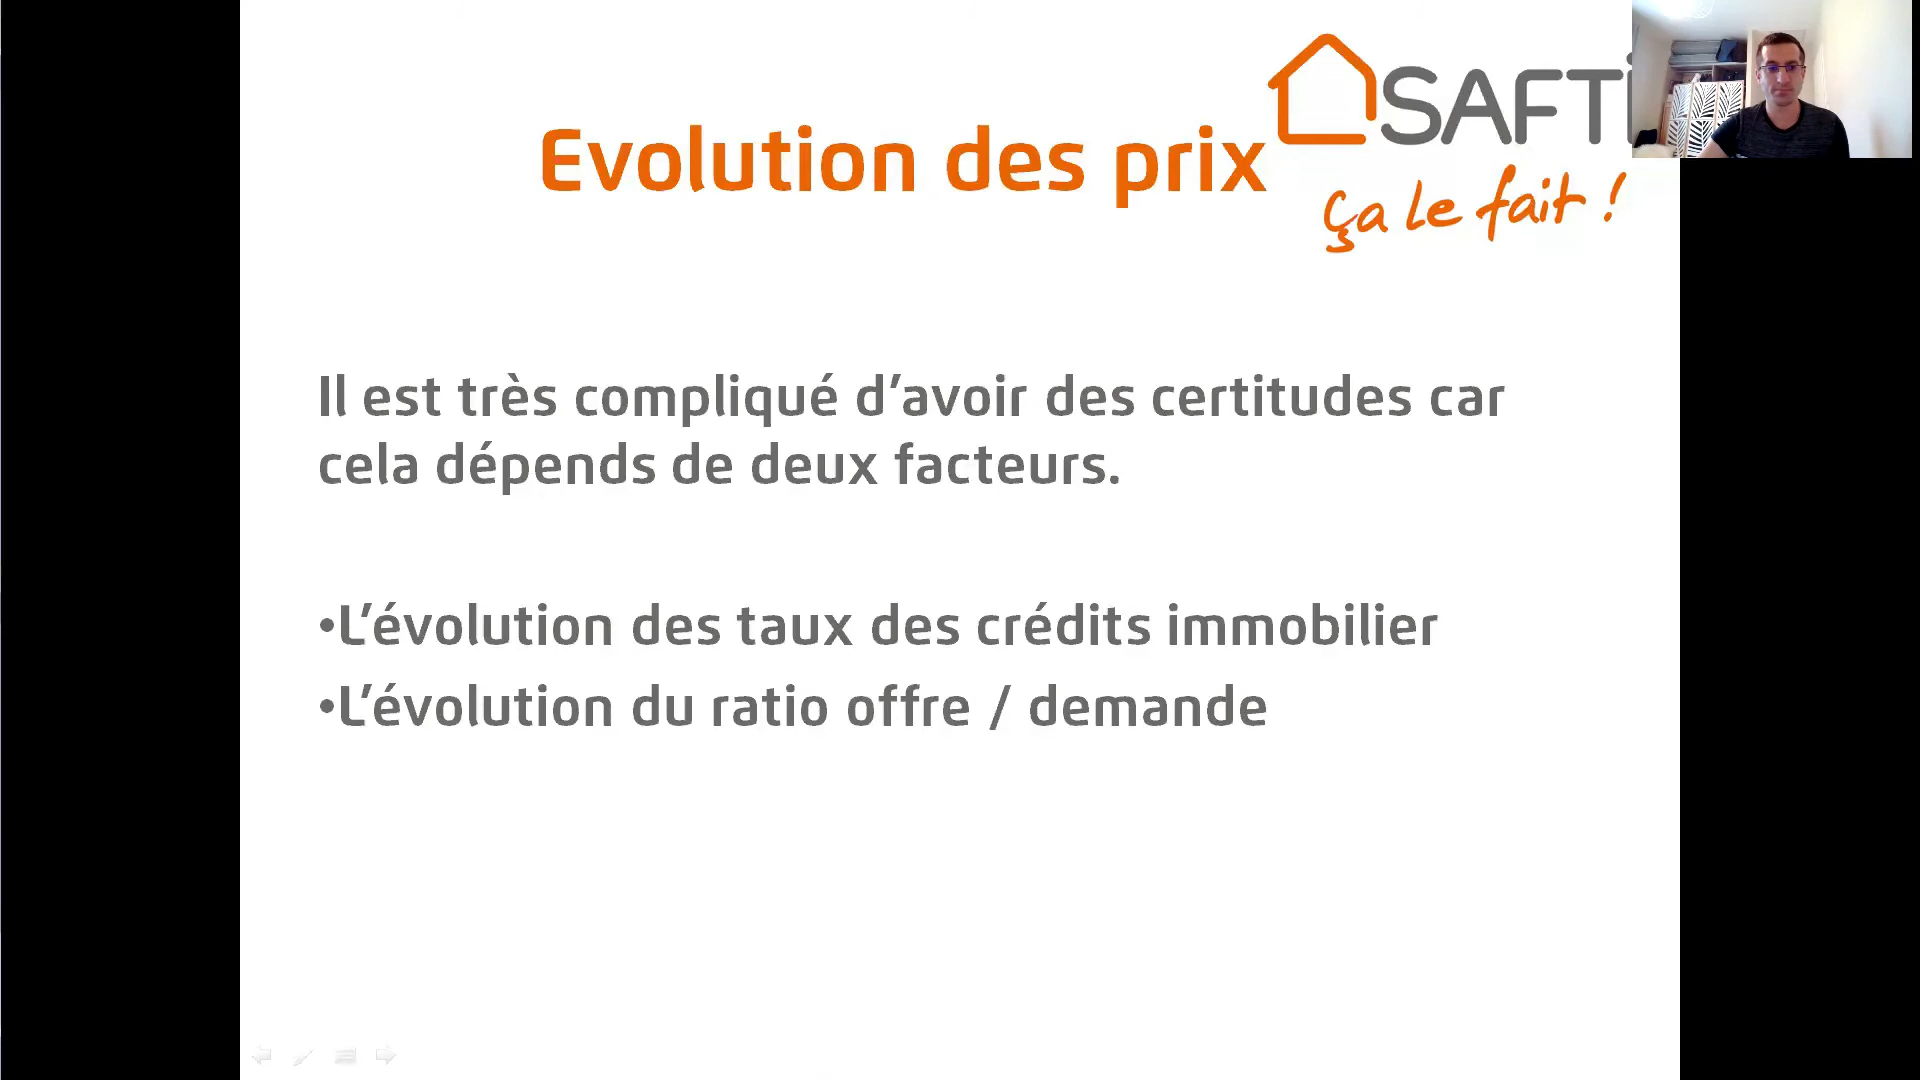 SAFTI
Evolution des prix
ça le fait !
Il est très compliqué d’avoir des certitudes car
cela dépends de deux facteurs.
•L’évolution des taux des crédits immobilier
•L’évolution du ratio offre / demande